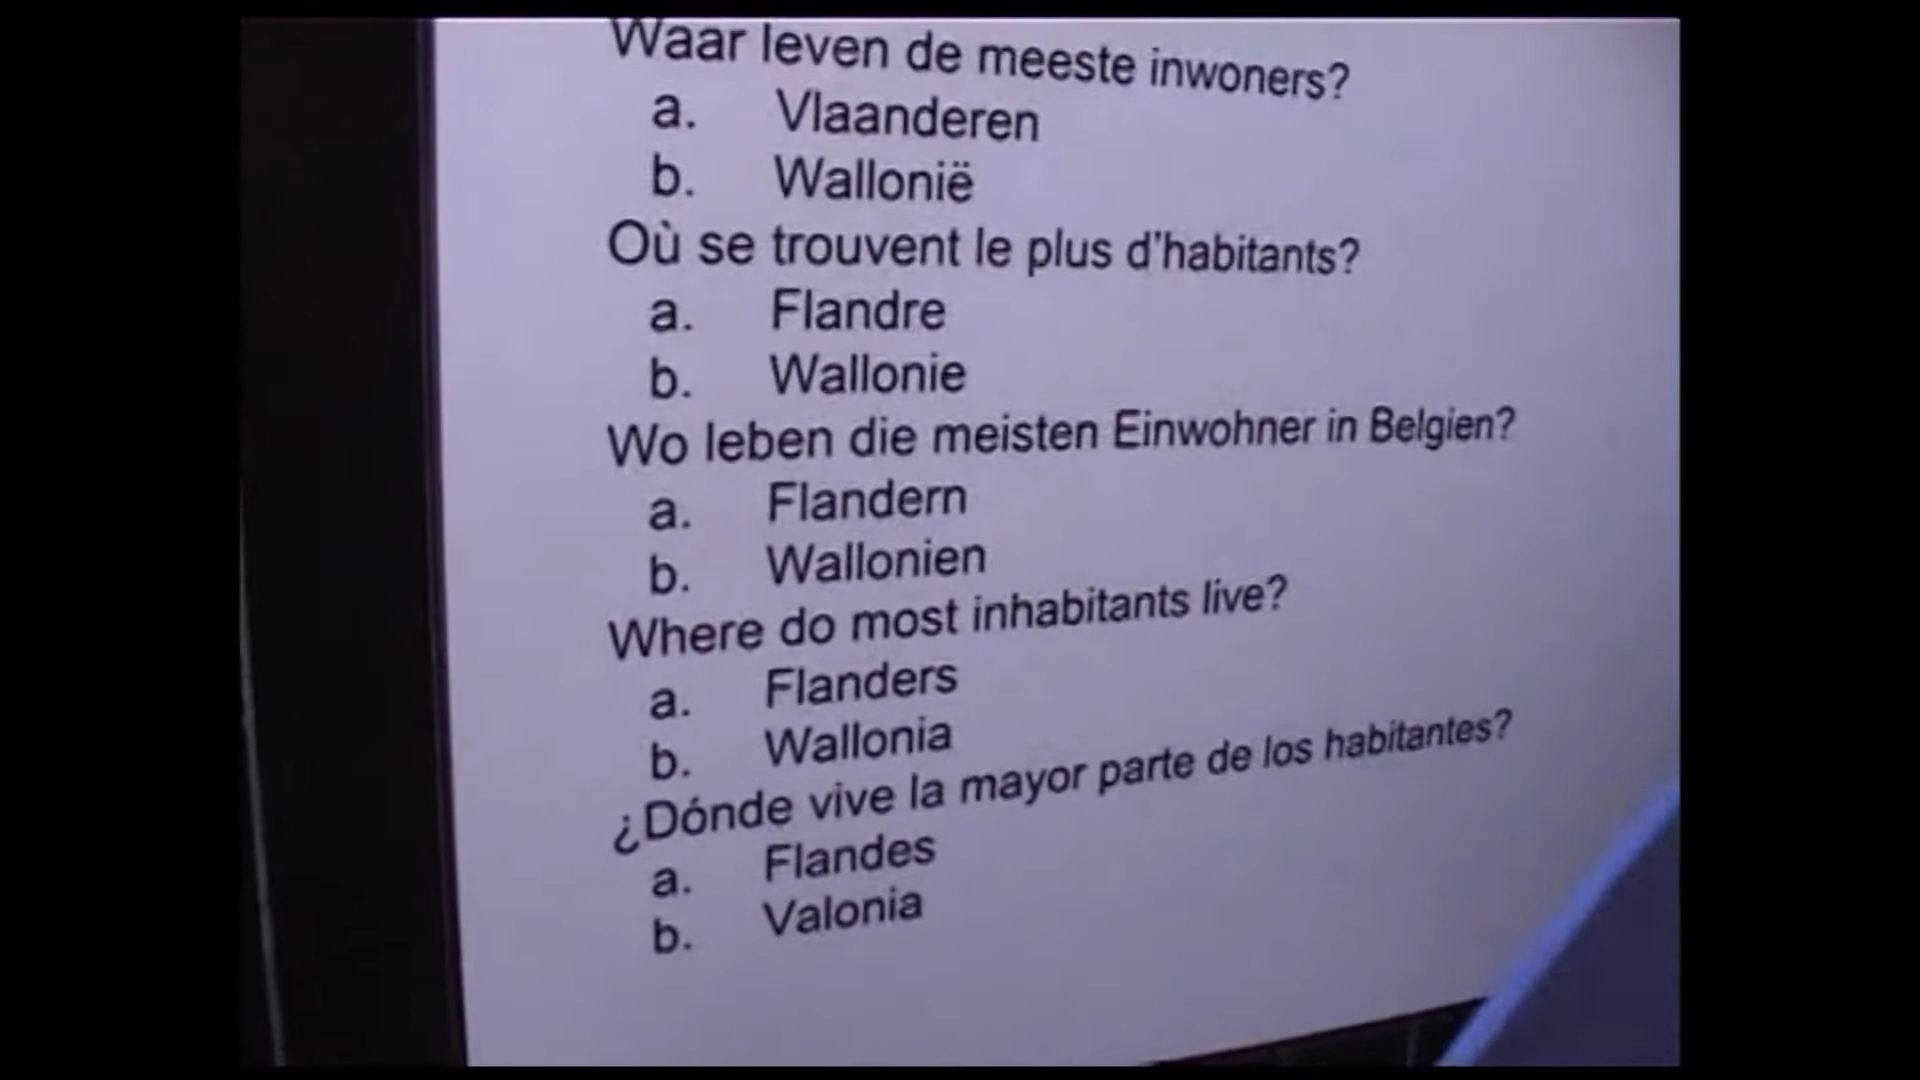 Waar leven de meeste inwoners?
a. Vlaanderen
b. Wallonië
Où se trouvent le plus d'habitants?
a. Flandre
b. Wallonie
Wo leben die meisten Einwohner in Belgien?
a. Flandern
b. Wallonien
Where do most inhabitants live?
a. Flanders
b. Wallonia
¿Dónde vive la mayor parte de los habitantes?
a. Flandes
b. Valonia